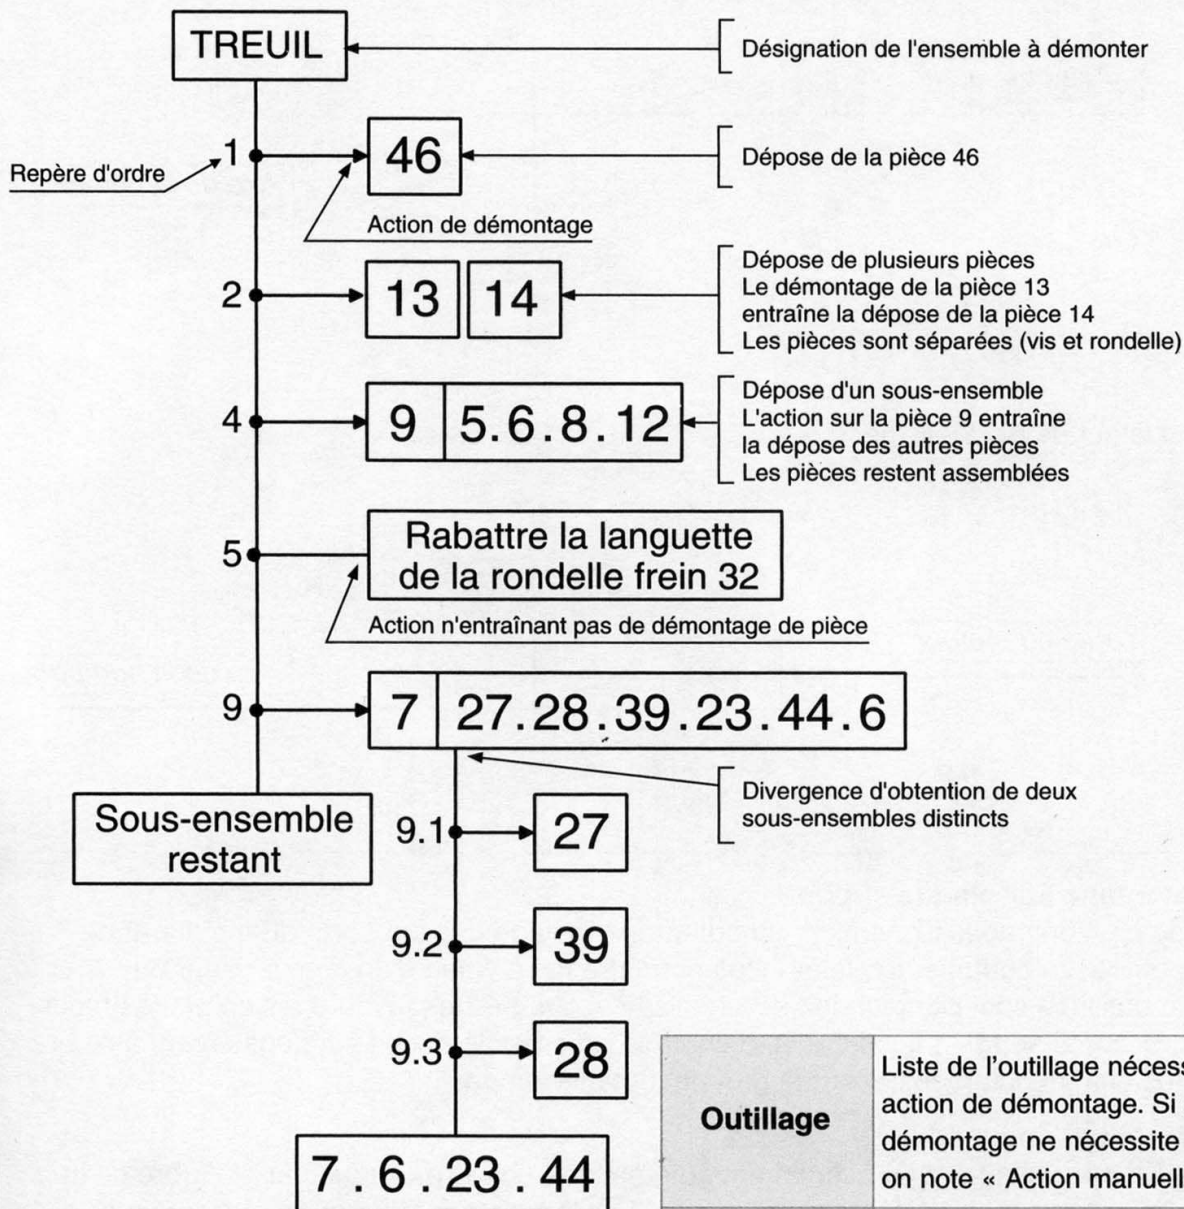 TREUIL
Désignation de l'ensemble à démonter
1
46
Dépose de la pièce 46
Repère d'ordre
Action de démontage
2
13 14
Dépose de plusieurs pièces
Le démontage de la pièce 13
entraîne la dépose de la pièce 14
Les pièces sont séparées (vis et rondelle)
4
9 5.6.8.12
Dépose d'un sous-ensemble
L'action sur la pièce 9 entraîne
la dépose des autres pièces
Les pièces restent assemblées
5
Rabattre la languette
de la rondelle frein 32
Action n'entraînant pas de démontage de pièce
9
7 27.28.39.23.44.6
Divergence d'obtention de deux
sous-ensembles distincts
Sous-ensemble
restant
9.1
27
9.2
39
9.3
28
7.6.23.44
Outillage
Liste de l'outillage
action de démontage. Si
démontage ne nécessite
on note « Action